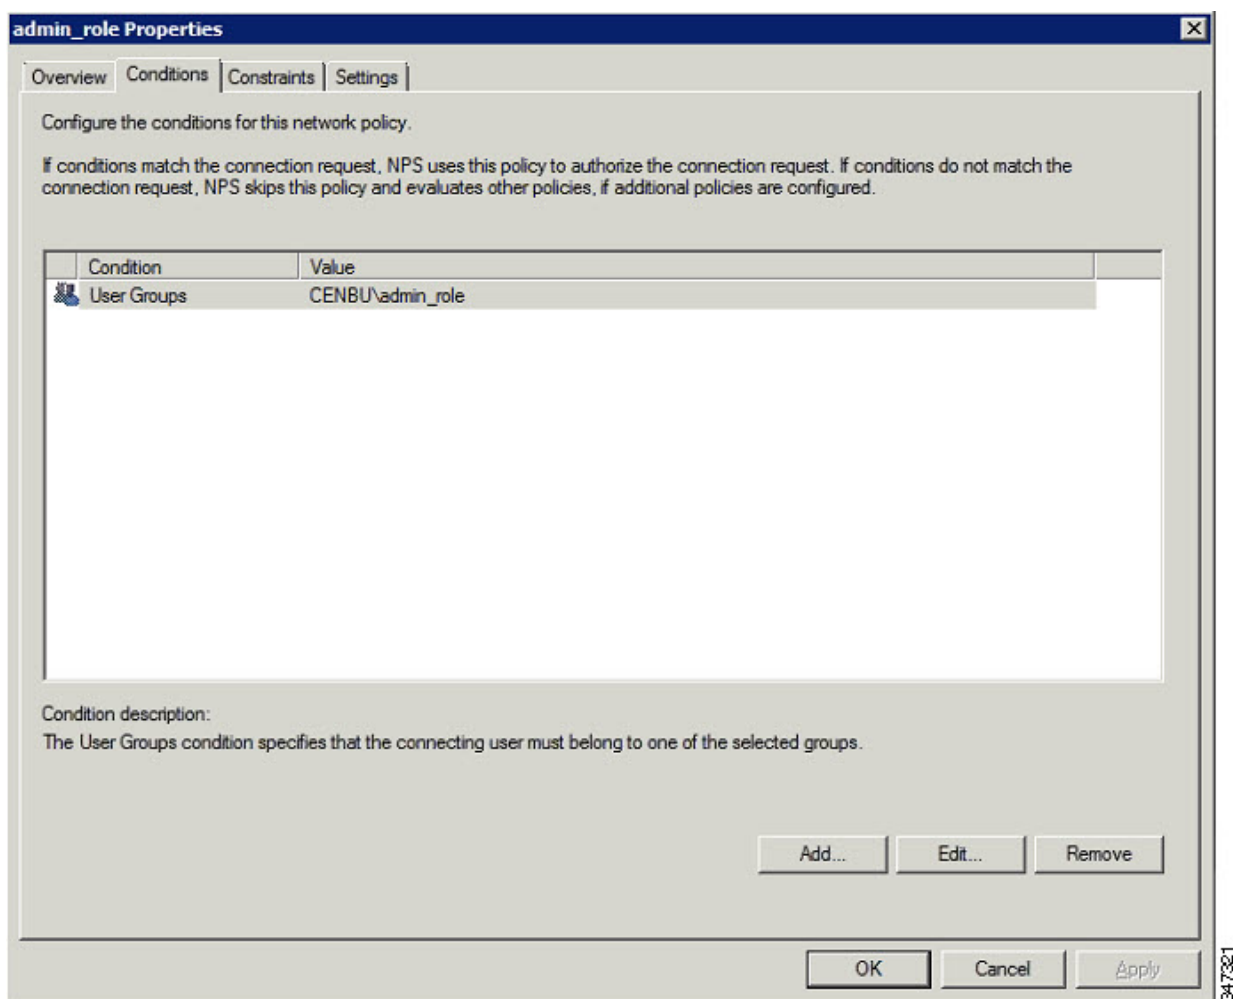 admin_role Properties
Overview Conditions Constraints Settings
Configure the conditions for this network policy.
If conditions match the connection request, NPS uses this policy to authorize the connection request. If conditions do not match the
connection request, NPS skips this policy and evaluates other policies, if additional policies are configured.
Condition Value
User Groups CENBU\admin_role
Condition description:
The User Groups condition specifies that the connecting user must belong to one of the selected groups.
Add... Edit... Remove
OK Cancel Apply
347321